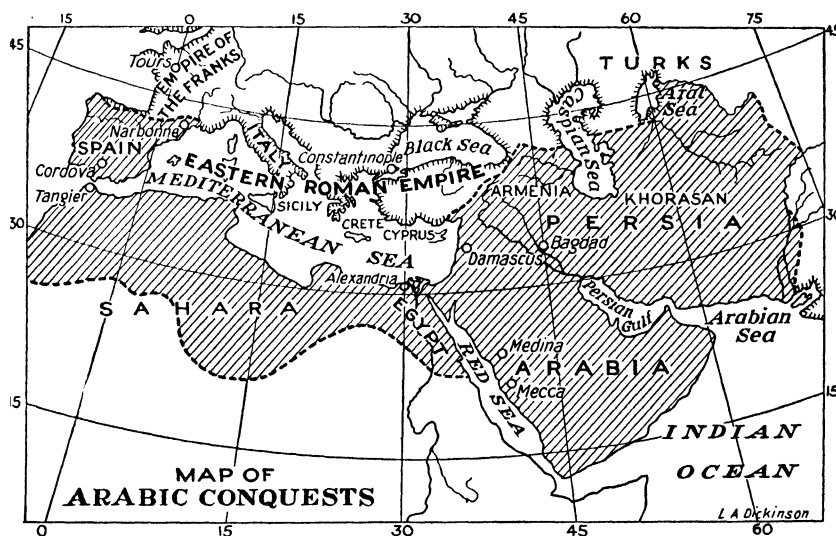 15 0 15 30 45 60 75
45
45
TURKS
Tours
EMPIRE OF
THE FRANKS
Aral
Sea
Caspian Sea
Narbonne
ITALY
Black Sea
SPAIN
Constantinople
Cordova
EASTERN ROMAN EMPIRE
Tangier
MEDITERRANEAN SEA
SICILY
ARMENIA
KHORASAN
CRETE
PERSIA
30
30
CYPRUS
Damascus
Bagdad
Alexandria
SAHARA
EGYPT
Persian
Gulf
Arabian
Sea
Medina
RED SEA
ARABIA
Mecca
15
15
INDIAN
OCEAN
MAP OF
ARABIC CONQUESTS
L A Dickinson
0 15 30 45 60